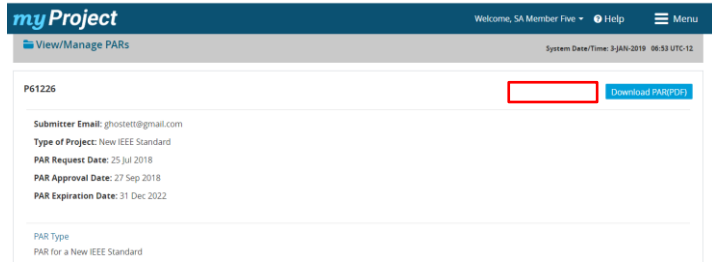 myProject
Welcome, SA Member Five Help Menu
View/Manage PARs
System Date/Time: 3-JAN-2019 06:53 UTC-12
P61226
Download PAR(PDF)
Submitter Email: ghostett@gmail.com
Type of Project: New IEEE Standard
PAR Request Date: 25 Jul 2018
PAR Approval Date: 27 Sep 2018
PAR Expiration Date: 31 Dec 2022
PAR Type
PAR for a New IEEE Standard